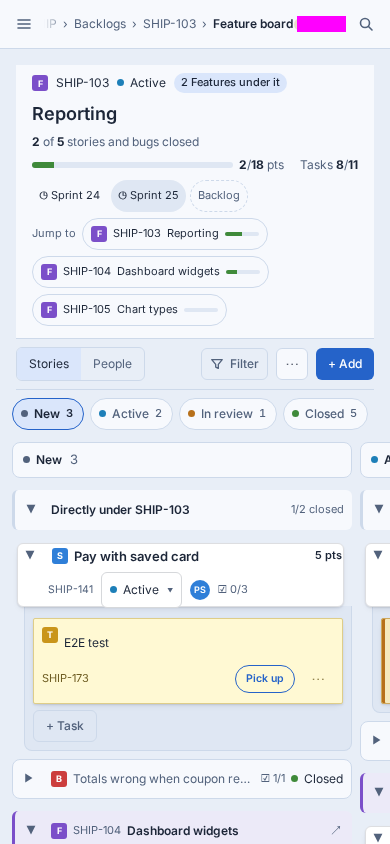 IP › Backlogs › SHIP-103 › Feature board
F SHIP-103 Active 2 Features under it
Reporting
2 of 5 stories and bugs closed
2/18 pts Tasks 8/11
Sprint 24 Sprint 25 Backlog
Jump to F SHIP-103 Reporting
F SHIP-104 Dashboard widgets
F SHIP-105 Chart types
Stories People Filter ··· + Add
New 3 Active 2 In review 1 Closed 5
New 3 A
Directly under SHIP-103 1/2 closed
S Pay with saved card 5 pts
SHIP-141 Active PS 0/3
T E2E test
SHIP-173 Pick up ···
+ Task
B Totals wrong when coupon re... 1/1 Closed
F SHIP-104 Dashboard widgets